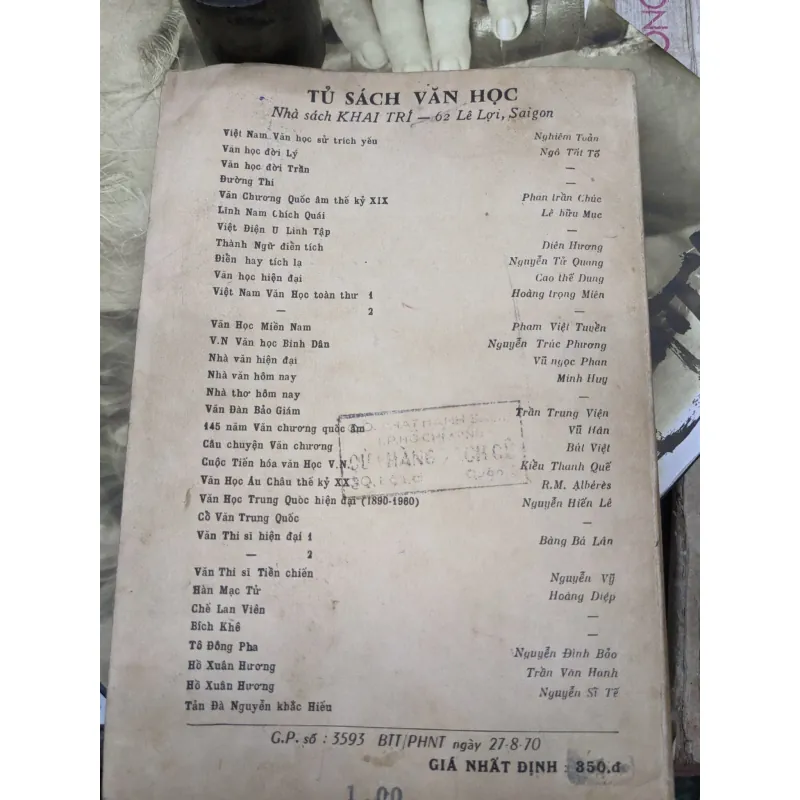 TỦ SÁCH VĂN HỌC
Nhà sách KHAI TRÍ — 62 Lê Lợi, Saigon
Việt Nam Văn học sử trích yếu Nghiêm Toản
Văn học đời Lý Ngô Tất Tố
Văn học đời Trần —
Đường Thi —
Văn Chương Quốc âm thế kỷ XIX Phan trần Chúc
Lĩnh Nam Chích Quái Lê hữu Mục
Việt Điện U Linh Tập —
Thành Ngữ điển tích Diên Hương
Điển hay tích lạ Nguyễn Tử Quang
Văn học hiện đại Cao thế Dung
Việt Nam Văn Học toàn thư 1 Hoàng trọng Miên
— 2 —
Văn Học Miền Nam Phạm Việt Tuyền
V.N Văn học Bình Dân Nguyễn Trúc Phương
Nhà văn hiện đại Vũ ngọc Phan
Nhà văn hôm nay Minh Huy
Nhà thơ hôm nay —
Văn Đàn Bảo Giám Trần Trung Viện
145 năm Văn chương quốc âm Vũ Hân
Câu chuyện Văn chương Bút Việt
Cuộc Tiến hóa văn Học V.N. Kiều Thanh Quế
Văn Học Âu Châu thế kỷ XX R.M. Albérès
Văn Học Trung Quốc hiện đại (1890-1960) Nguyễn Hiến Lê
Cổ Văn Trung Quốc —
Văn Thi sĩ hiện đại 1 Bàng Bá Lân
— 2 —
Văn Thi sĩ Tiền chiến Nguyễn Vỹ
Hàn Mạc Tử Hoàng Diệp
Chế Lan Viên —
Bích Khê —
Tô Đông Pha Nguyễn Đình Bảo
Hồ Xuân Hương Trần Văn Hanh
Hồ Xuân Hương Nguyễn Sĩ Tế
Tản Đà Nguyễn khắc Hiếu
G.P. số : 3593 BTT/PHNT ngày 27-8-70
GIÁ NHẤT ĐỊNH : 350.đ
1.00